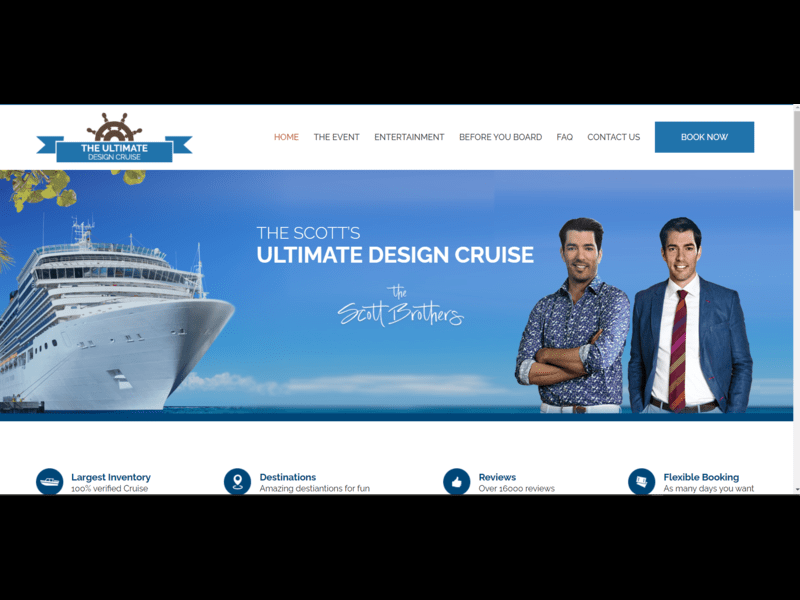 THE ULTIMATE
DESIGN CRUISE
HOME THE EVENT ENTERTAINMENT BEFORE YOU BOARD FAQ CONTACT US BOOK NOW
THE SCOTT'S
ULTIMATE DESIGN CRUISE
the
Scott Brothers
Largest Inventory
100% verified Cruise
Destinations
Amazing destiantions for fun
Reviews
Over 16000 reviews
Flexible Booking
As many days you want